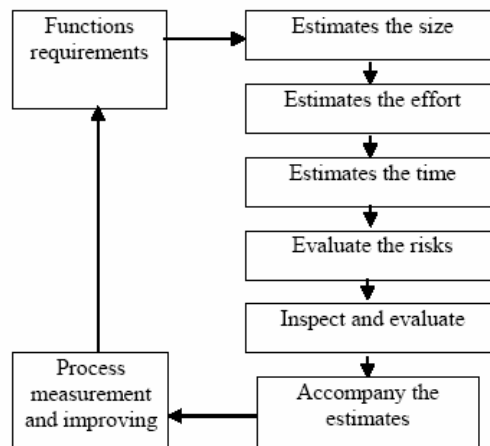 Functions
requirements
Estimates the size
Estimates the effort
Estimates the time
Evaluate the risks
Inspect and evaluate
Accompany the
estimates
Process
measurement
and improving